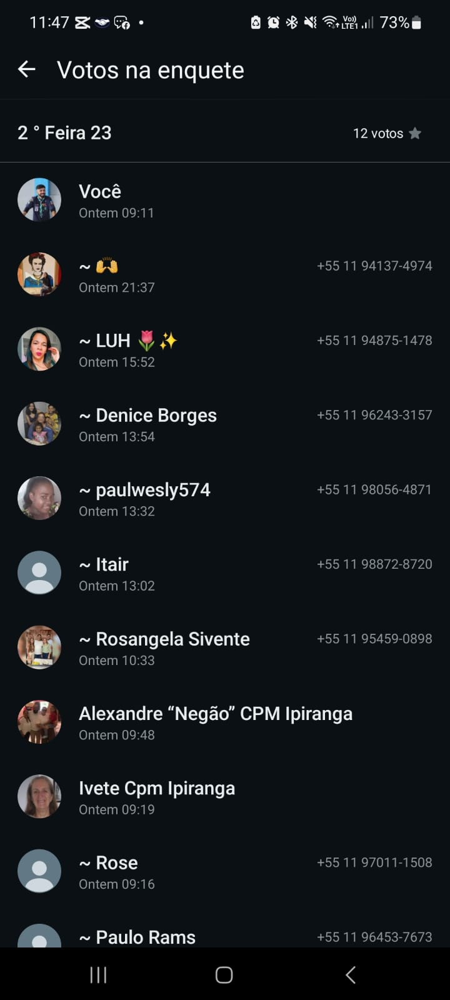 11:47
Vo))
LTE1
73%
Votos na enquete
2 ° Feira 23
12 votos
Você
Ontem 09:11
~ 🙌
+55 11 94137-4974
Ontem 21:37
~ LUH 🌷✨
+55 11 94875-1478
Ontem 15:52
~ Denice Borges
+55 11 96243-3157
Ontem 13:54
~ paulwesly574
+55 11 98056-4871
Ontem 13:32
~ Itair
+55 11 98872-8720
Ontem 13:02
~ Rosangela Sivente
+55 11 95459-0898
Ontem 10:33
Alexandre “Negão” CPM Ipiranga
Ontem 09:48
Ivete Cpm Ipiranga
Ontem 09:19
~ Rose
+55 11 97011-1508
Ontem 09:16
~ Paulo Rams
+55 11 96453-7673